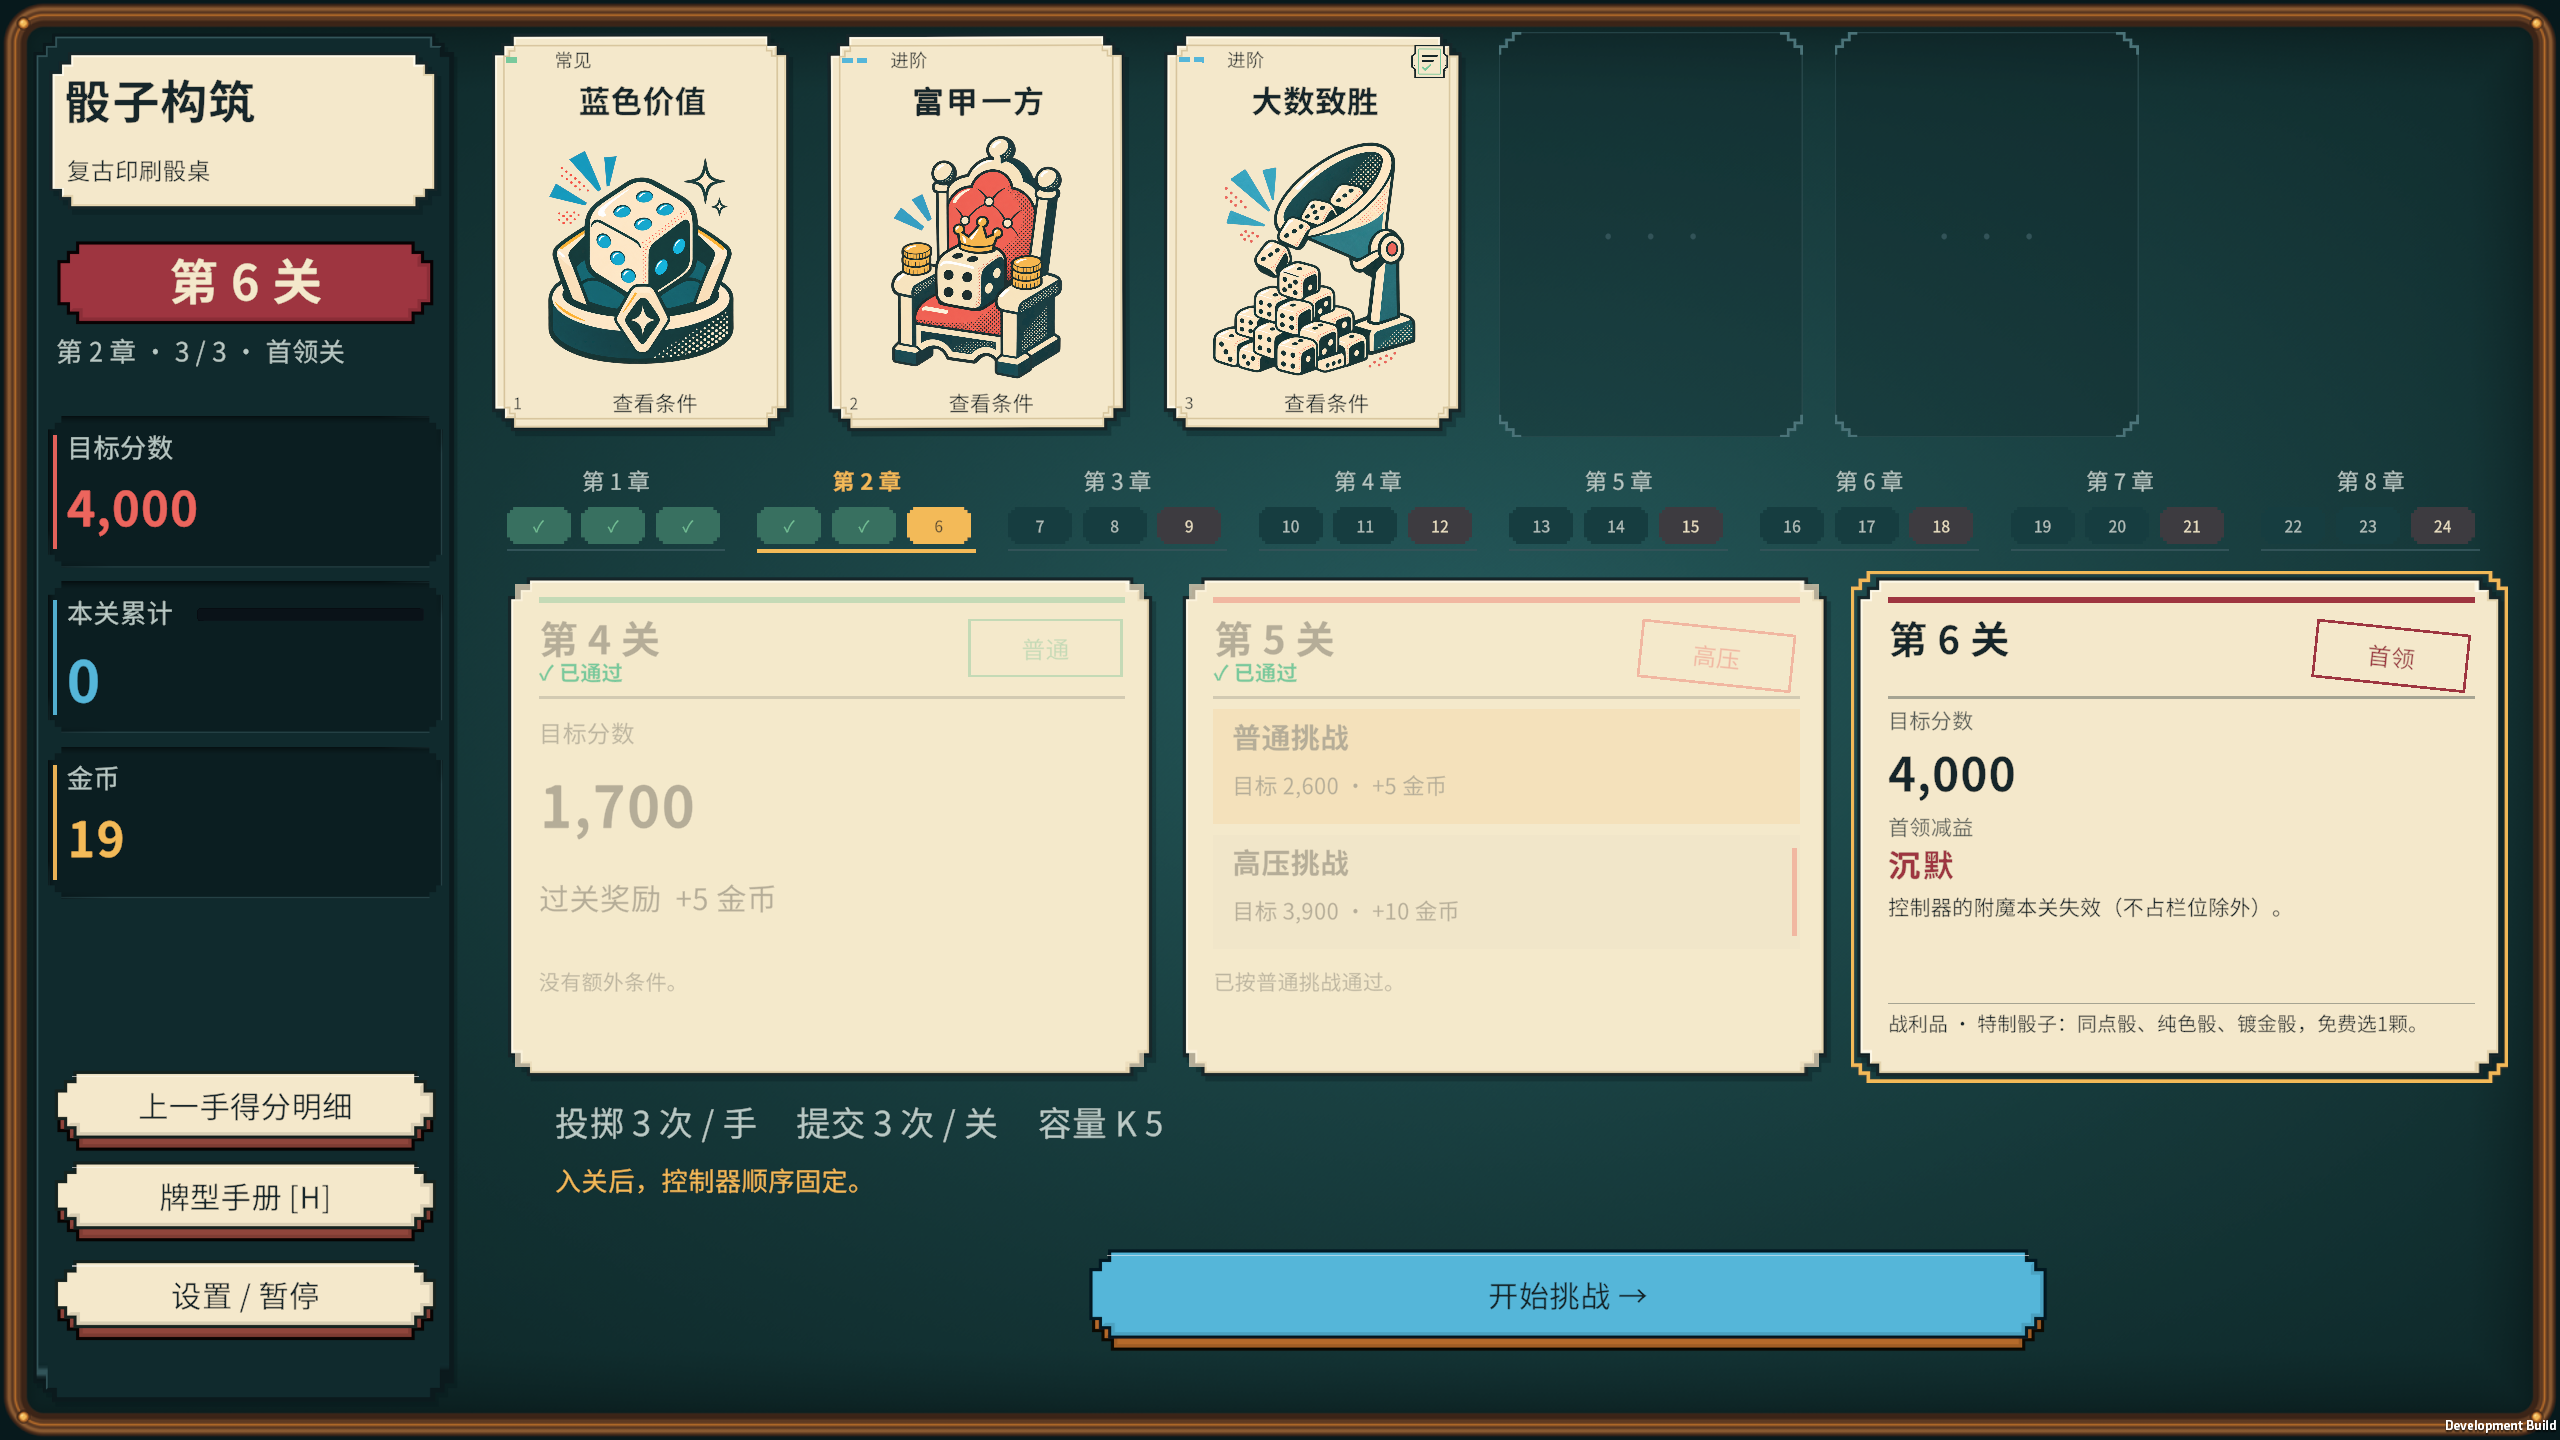 骰子构筑
复古印刷骰桌
第 6 关
第 2 章 · 3 / 3 · 首领关
目标分数
4,000
本关累计
0
金币
19
上一手得分明细
牌型手册 [H]
设置 / 暂停
常见
蓝色价值
1
查看条件
进阶
富甲一方
2
查看条件
进阶
大数致胜
3
查看条件
第 1 章
第 2 章
第 3 章
第 4 章
第 5 章
第 6 章
第 7 章
第 8 章
✓ ✓ ✓ ✓ ✓ 6 7 8 9 10 11 12 13 14 15 16 17 18 19 20 21 22 23 24
第 4 关
✓ 已通过
普通
目标分数
1,700
过关奖励 +5 金币
没有额外条件。
第 5 关
✓ 已通过
高压
普通挑战
目标 2,600 · +5 金币
高压挑战
目标 3,900 · +10 金币
已按普通挑战通过。
第 6 关
首领
目标分数
4,000
首领减益
沉默
控制器的附魔本关失效（不占栏位除外）。
战利品 · 特制骰子：同点骰、纯色骰、镀金骰，免费选1颗。
投掷 3 次 / 手 提交 3 次 / 关 容量 K 5
入关后，控制器顺序固定。
开始挑战 →
Development Build